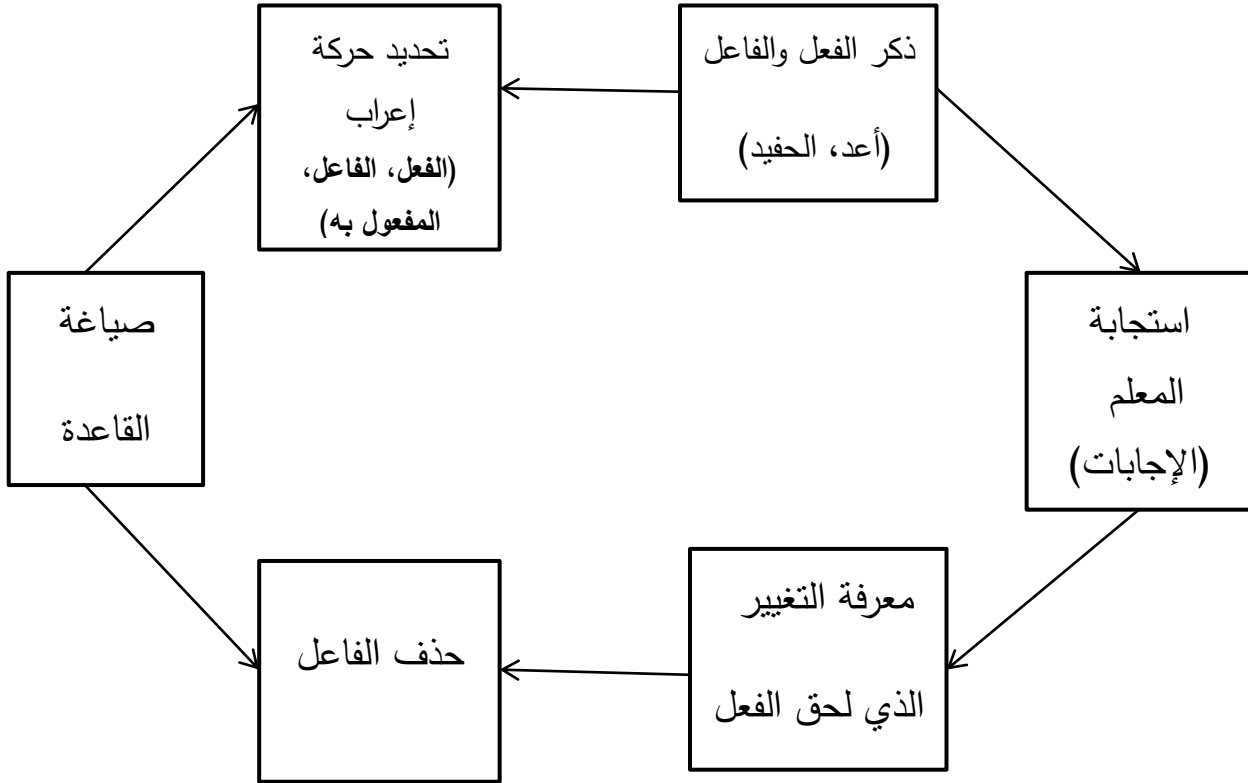 ذكر الفعل والفاعل
(أعد، الحفيد)
تحديد حركة
إعراب
(الفعل، الفاعل،
المفعول به)
استجابة
المعلم
(الإجابات)
صياغة
القاعدة
معرفة التغيير
الذي لحق الفعل
حذف الفاعل